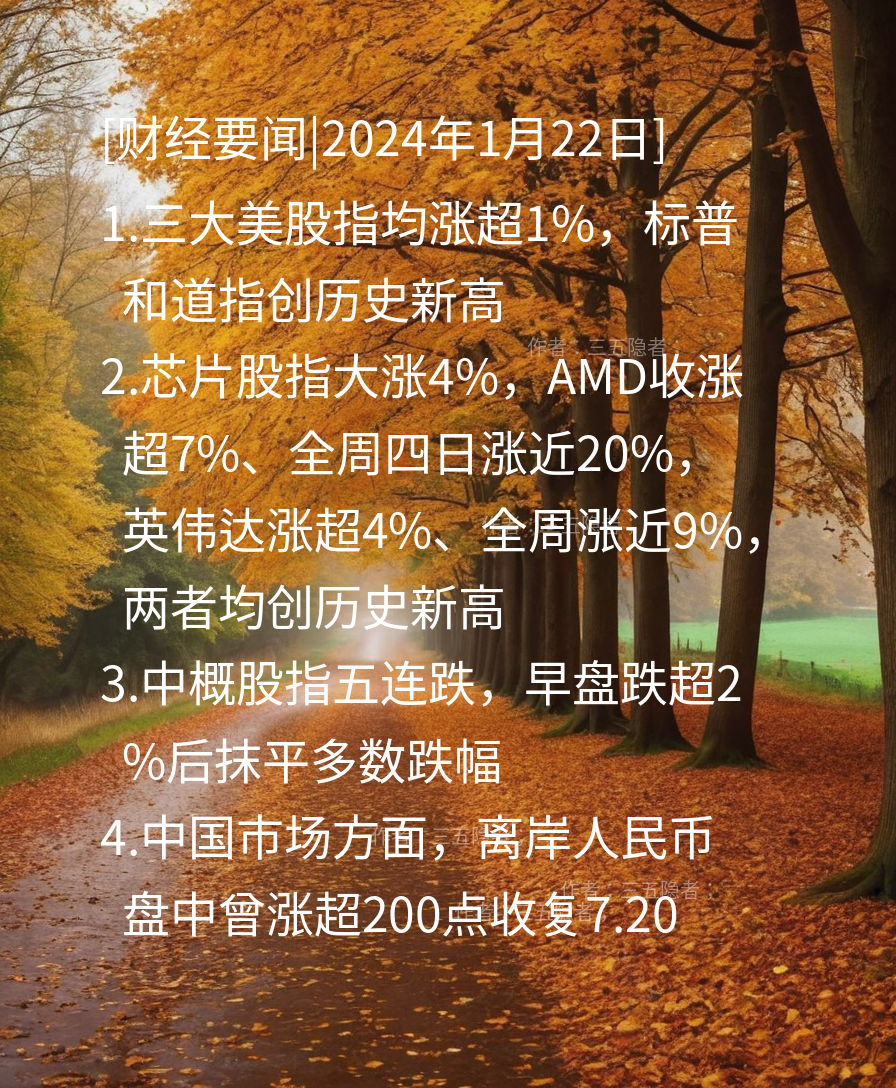 [财经要闻|2024年1月22日]
1.三大美股指均涨超1%，标普
和道指创历史新高
作者：三五隐者；
2.芯片股指大涨4%，AMD收涨
超7%、全周四日涨近20%，
英伟达涨超4%、全周涨近9%，
两者均创历史新高
3.中概股指五连跌，早盘跌超2
%后抹平多数跌幅
4.中国市场方面，离岸人民币
作者：三五隐者；
盘中曾涨超200点收复7.20